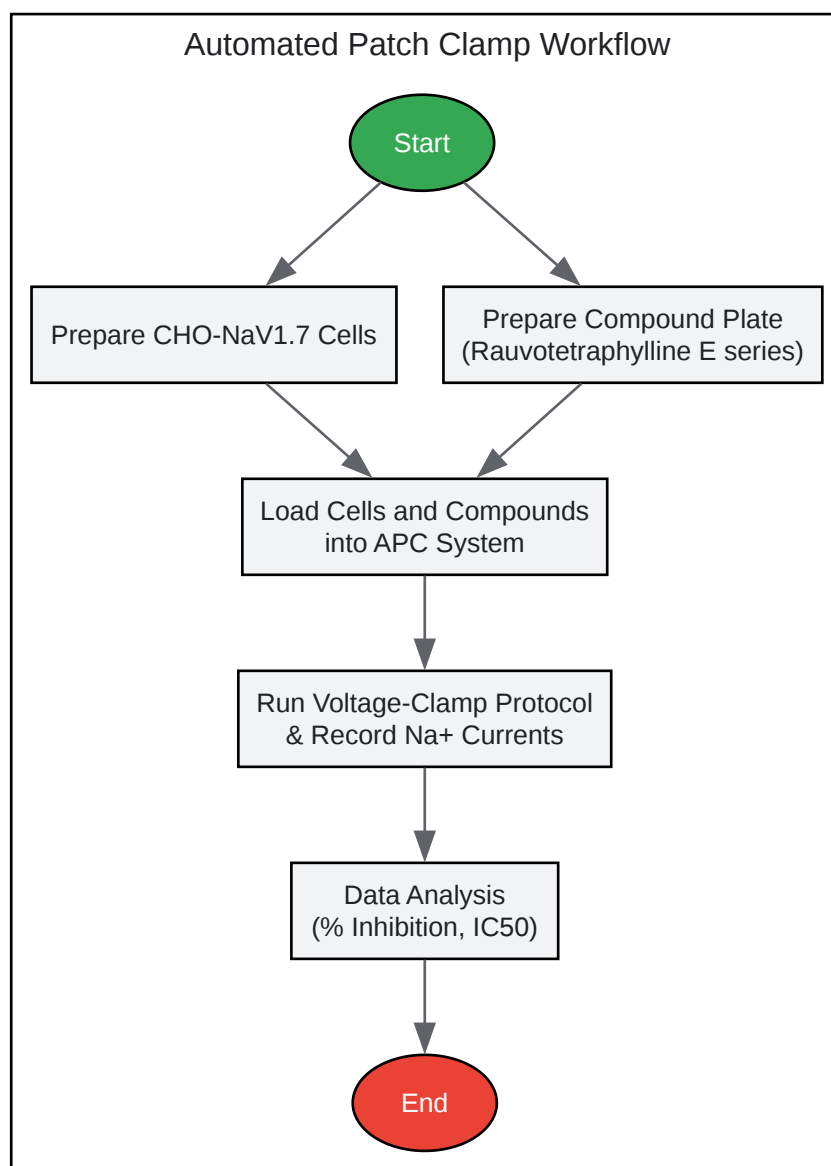 Automated Patch Clamp Workflow
Start
Prepare CHO-NaV1.7 Cells
Prepare Compound Plate
(Rauvotetraphylline E series)
Load Cells and Compounds
into APC System
Run Voltage-Clamp Protocol
& Record Na+ Currents
Data Analysis
(% Inhibition, IC50)
End